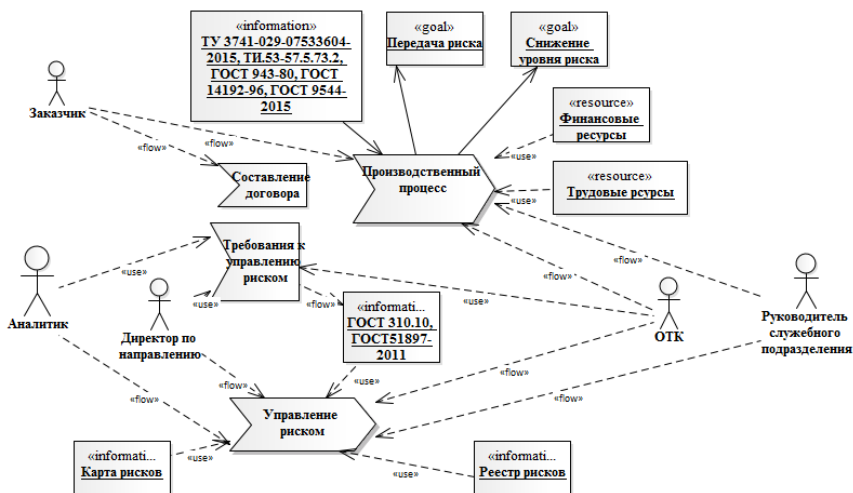 «information»
ТУ 3741-029-07533604-
2015, ТИ.53-57.5.73.2,
ГОСТ 943-80, ГОСТ
14192-96, ГОСТ 9544-
2015
«goal»
Передача риска
«goal»
Снижение
уровня риска
Заказчик
«flow»
«flow»
«resource»
Финансовые
ресурсы
«use»
Составление
договора
Производственный
процесс
«resource»
Трудовые рсурсы
«use»
Требования к
управлению
риском
«use»
«use»
«flow»
«flow»
«flow»
«use»
Аналитик
Директор по
направлению
«informati...
ГОСТ 310.10,
ГОСТ51897-
2011
ОТК
Руководитель
служебного
подразделения
«flow»
«use»
«flow»
«flow»
«flow»
Управление
риском
«informati...
Карта рисков
«use»
«use»
«informati...
Реестр рисков